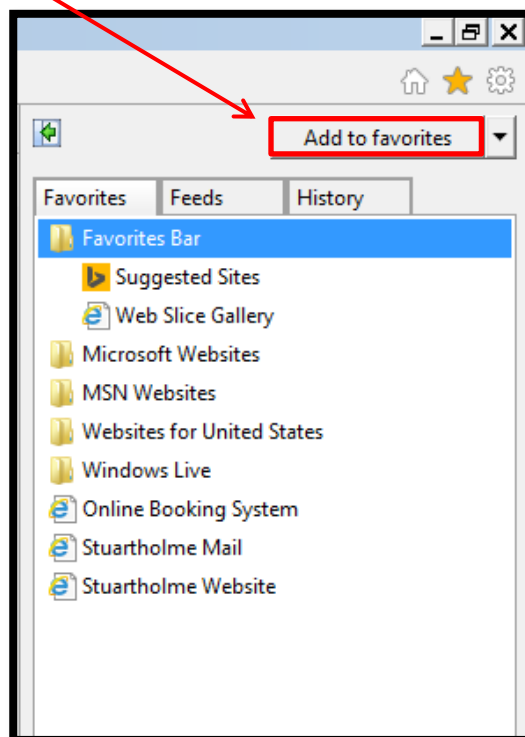 Add to favorites
Favorites Feeds History
Favorites Bar
Suggested Sites
Web Slice Gallery
Microsoft Websites
MSN Websites
Websites for United States
Windows Live
Online Booking System
Stuartholme Mail
Stuartholme Website